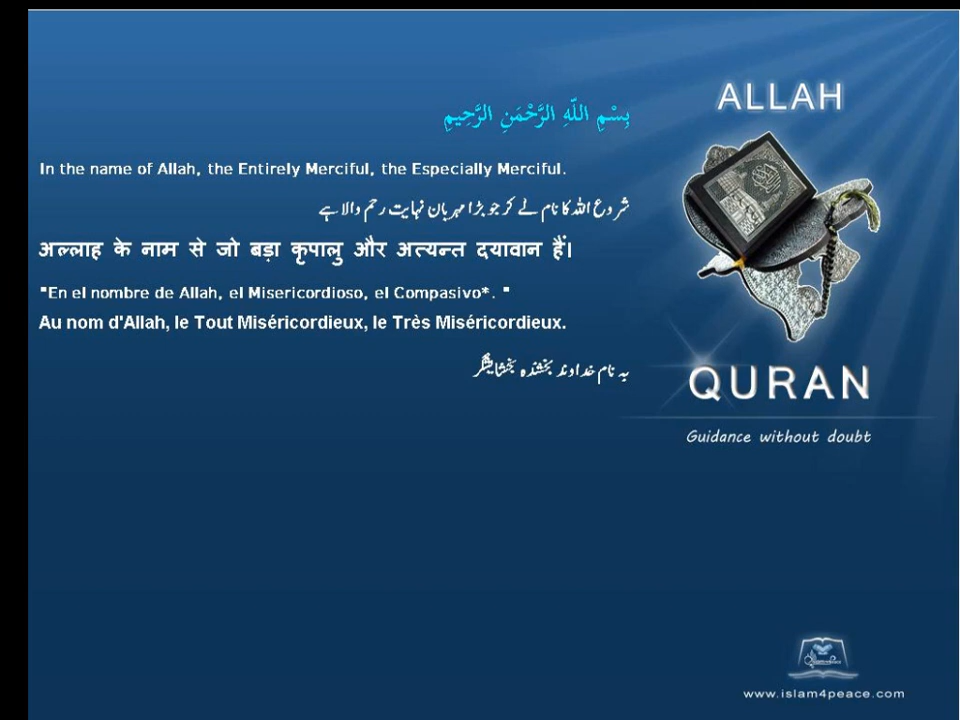 بِسْمِ اللّهِ الرَّحْمَنِ الرَّحِيمِ
In the name of Allah, the Entirely Merciful, the Especially Merciful.
شروع الله کا نام لے کر جو بڑا مہربان نہایت رحم والا ہے
अल्लाह के नाम से जो बड़ा कृपालु और अत्यन्त दयावान हैं।
"En el nombre de Allah, el Misericordioso, el Compasivo*. "
Au nom d'Allah, le Tout Miséricordieux, le Très Miséricordieux.
به نام خداوند بخشنده بخشایشگر
ALLAH
QURAN
Guidance without doubt
www.islam4peace.com